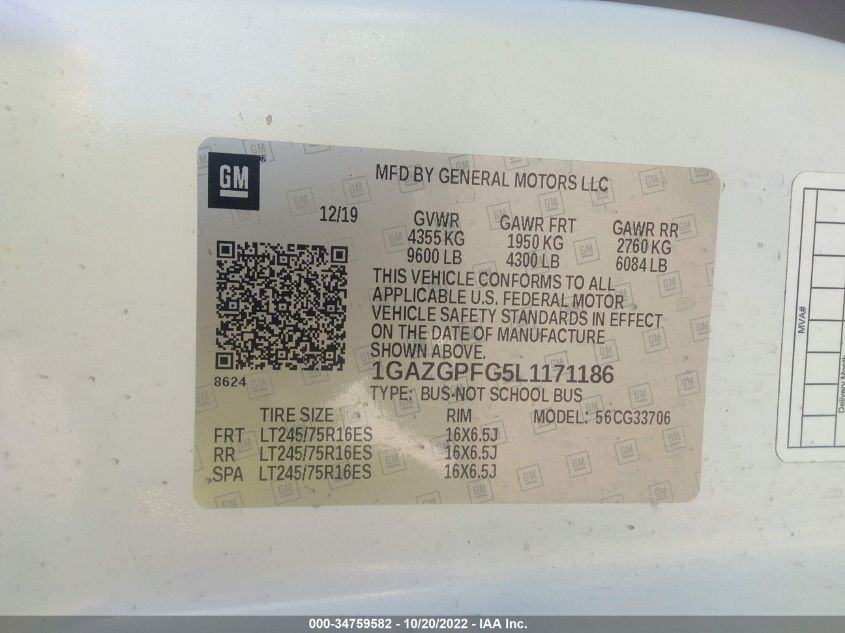 GM®
MFD BY GENERAL MOTORS LLC
12/19
GVWR GAWR FRT GAWR RR
4355 KG 1950 KG 2760 KG
9600 LB 4300 LB 6084 LB
THIS VEHICLE CONFORMS TO ALL
APPLICABLE U.S. FEDERAL MOTOR
VEHICLE SAFETY STANDARDS IN EFFECT
ON THE DATE OF MANUFACTURE
SHOWN ABOVE.
8624
1GAZGPFG5L1171186
TYPE: BUS-NOT SCHOOL BUS
TIRE SIZE RIM MODEL: 56CG33706
FRT LT245/75R16ES 16X6.5J
RR LT245/75R16ES 16X6.5J
SPA LT245/75R16ES 16X6.5J
MVA#
Delivery Month
000-34759582 - 10/20/2022 - IAA Inc.